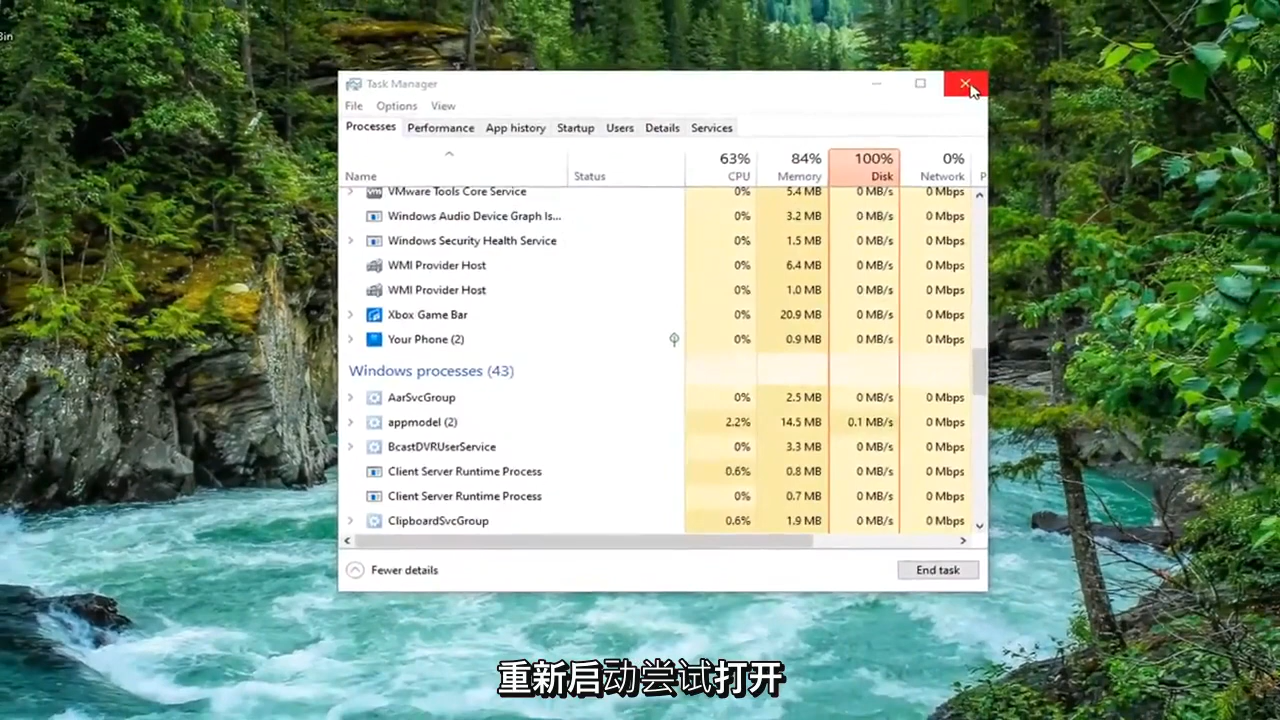 Bin
Task Manager
File Options View
Processes Performance App history Startup Users Details Services
63% 84% 100% 0%
Name Status CPU Memory Disk Network P
VMware Tools Core Service 0% 5.4 MB 0 MB/s 0 Mbps
Windows Audio Device Graph Is... 0% 3.2 MB 0 MB/s 0 Mbps
Windows Security Health Service 0% 1.5 MB 0 MB/s 0 Mbps
WMI Provider Host 0% 6.4 MB 0 MB/s 0 Mbps
WMI Provider Host 0% 1.0 MB 0 MB/s 0 Mbps
Xbox Game Bar 0% 20.9 MB 0 MB/s 0 Mbps
Your Phone (2) 0% 0.9 MB 0 MB/s 0 Mbps
Windows processes (43)
AarSvcGroup 0% 2.5 MB 0 MB/s 0 Mbps
appmodel (2) 2.2% 14.5 MB 0.1 MB/s 0 Mbps
BcastDVRUserService 0% 3.3 MB 0 MB/s 0 Mbps
Client Server Runtime Process 0.6% 0.8 MB 0 MB/s 0 Mbps
Client Server Runtime Process 0% 0.7 MB 0 MB/s 0 Mbps
ClipboardSvcGroup 0.6% 1.9 MB 0 MB/s 0 Mbps
Fewer details End task
重新启动尝试打开